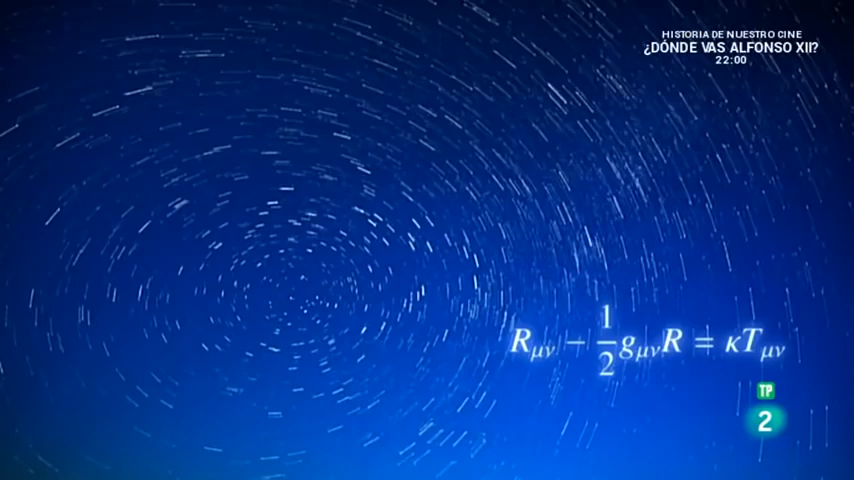 HISTORIA DE NUESTRO CINE
¿DÓNDE VAS ALFONSO XII?
22:00
R_{μν} − \frac{1}{2} g_{μν}R = κT_{μν}
TP
2